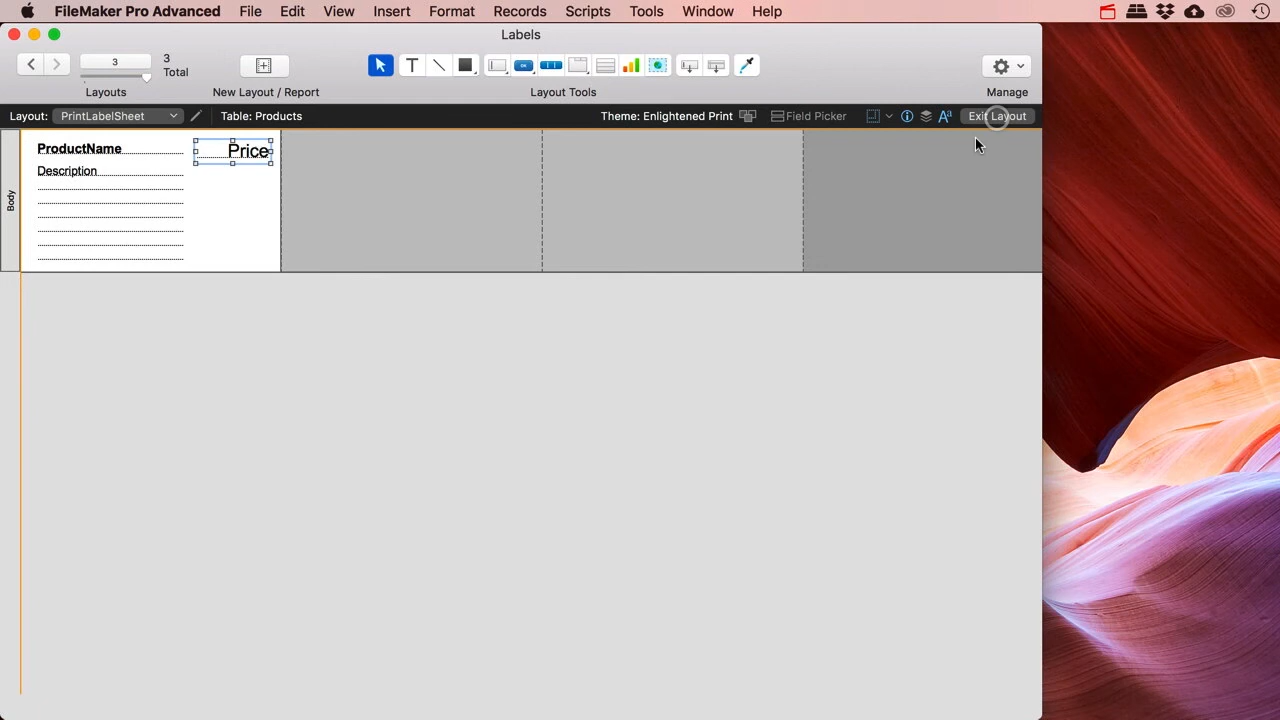 FileMaker Pro Advanced File Edit View Insert Format Records Scripts Tools Window Help
Labels
3 3 Total
Layouts New Layout / Report Layout Tools Manage
Layout: PrintLabelSheet Table: Products Theme: Enlightened Print Field Picker Exit Layout
ProductName Price
Description
Body